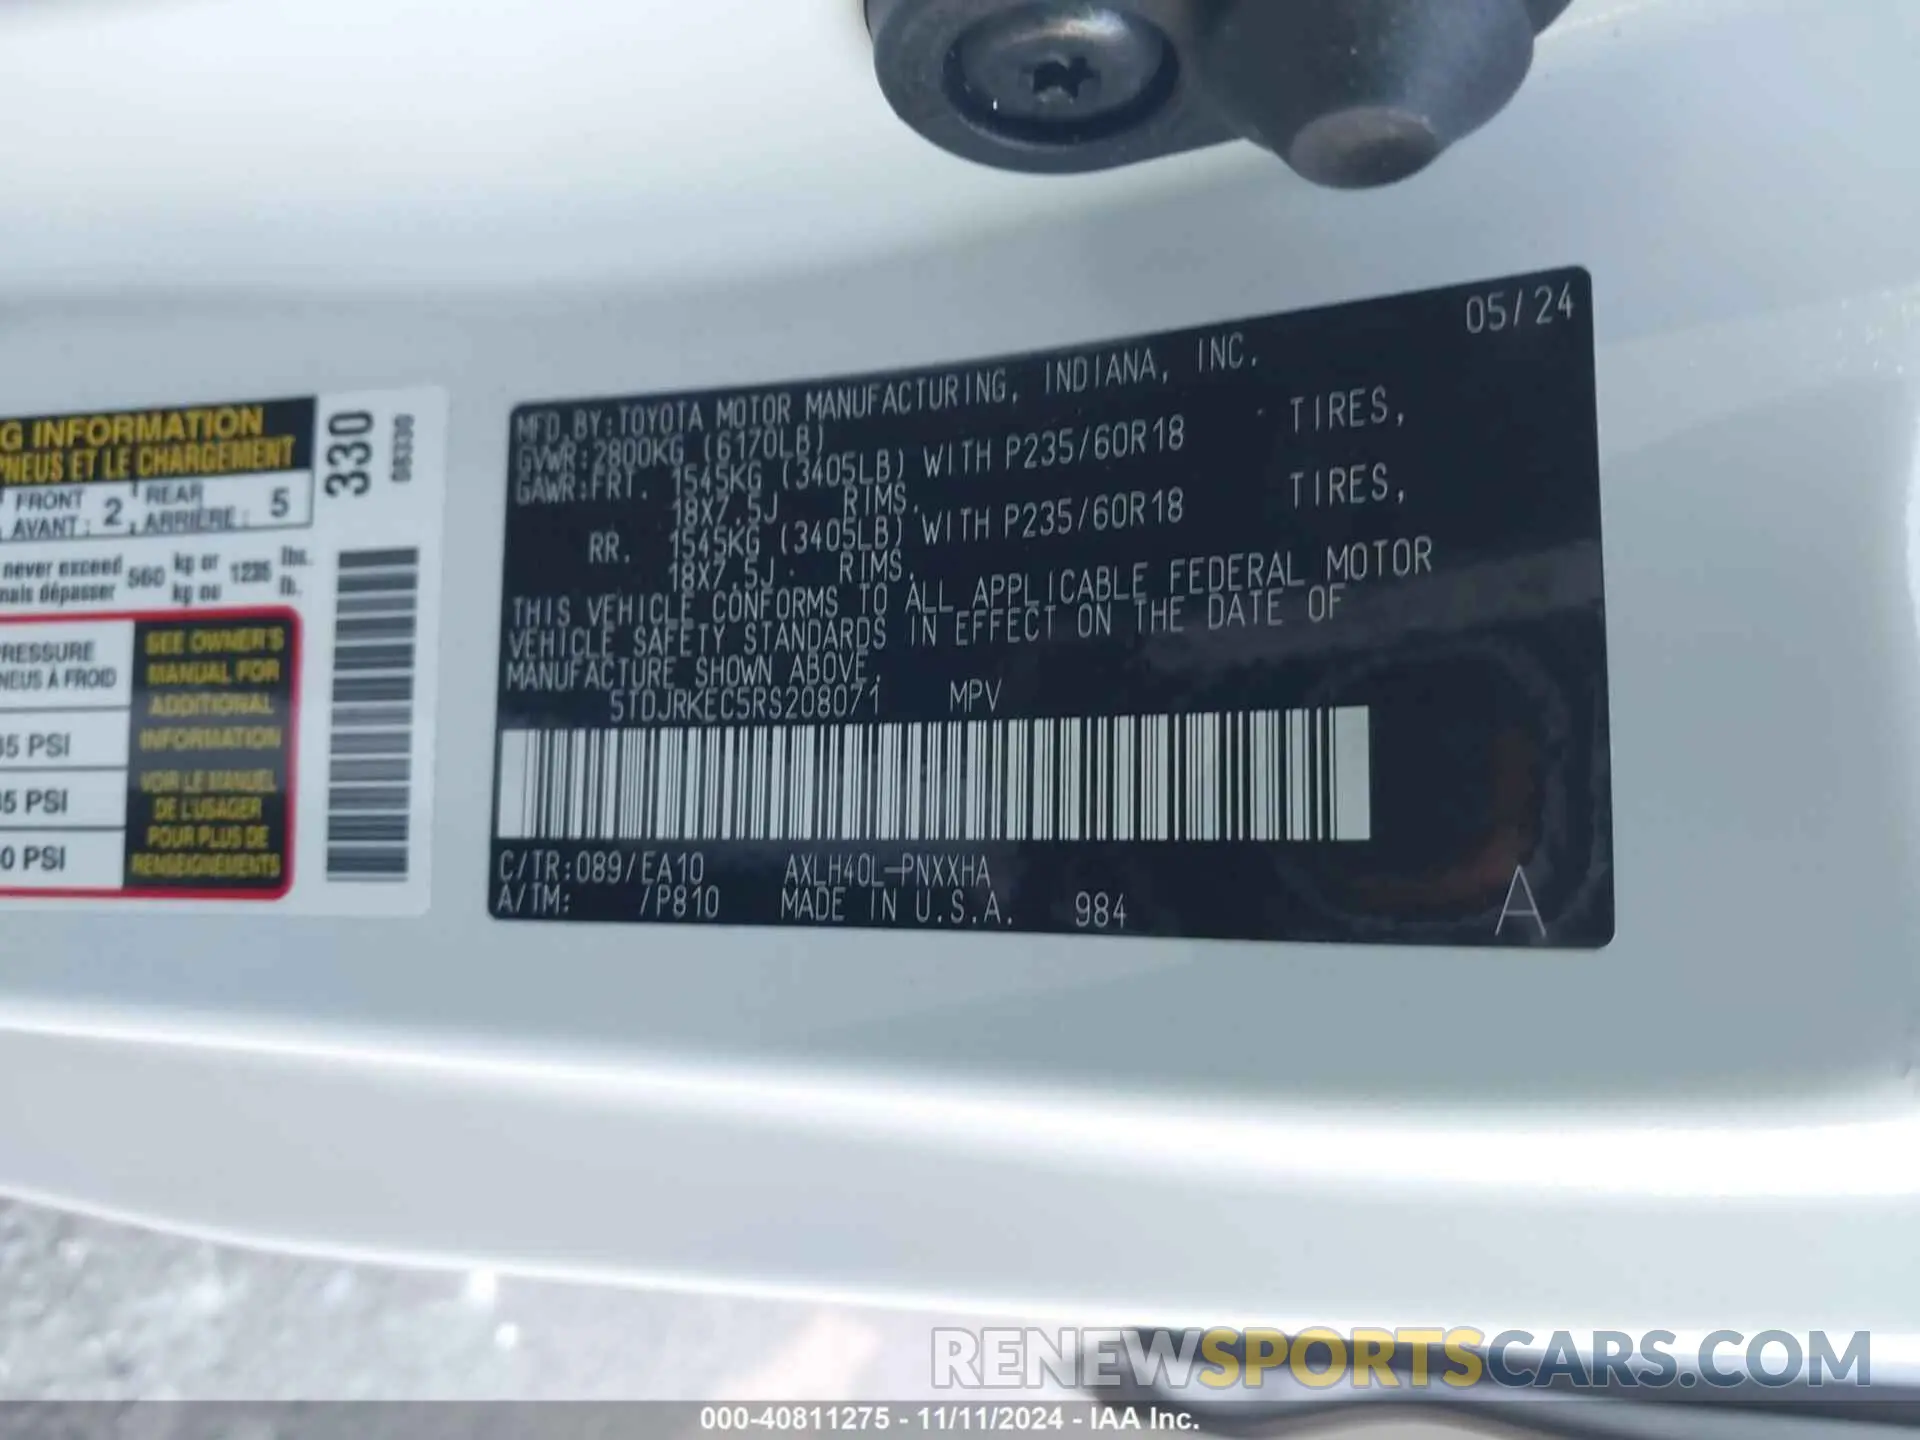 G INFORMATION
PNEUS ET LE CHARGEMENT
FRONT 2 REAR 5
AVANT : ARRIÈRE :
never exceed 560 kg or 1235 lbs.
mais dépasser kg ou lb.
PRESSURE
NEUS À FROID
35 PSI
35 PSI
0 PSI
SEE OWNER'S
MANUAL FOR
ADDITIONAL
INFORMATION
VOIR LE MANUEL
DE L'USAGER
POUR PLUS DE
RENSEIGNEMENTS
330
05/24
MFD. BY: TOYOTA MOTOR MANUFACTURING, INDIANA, INC.
GVWR: 2800KG (6170LB)
GAWR: FRT. 1545KG (3405LB) WITH P235/60R18 TIRES,
18X7.5J RIMS.
RR. 1545KG (3405LB) WITH P235/60R18 TIRES,
18X7.5J RIMS.
THIS VEHICLE CONFORMS TO ALL APPLICABLE FEDERAL MOTOR
VEHICLE SAFETY STANDARDS IN EFFECT ON THE DATE OF
MANUFACTURE SHOWN ABOVE.
5TDJRKEC5RS208071 MPV
C/TR: 089/EA10 AXLH40L-PNXXHA
A/TM: /P810 MADE IN U.S.A. 984
A
RENEWSPORTSCARS.COM
000-40811275 - 11/11/2024 - IAA Inc.